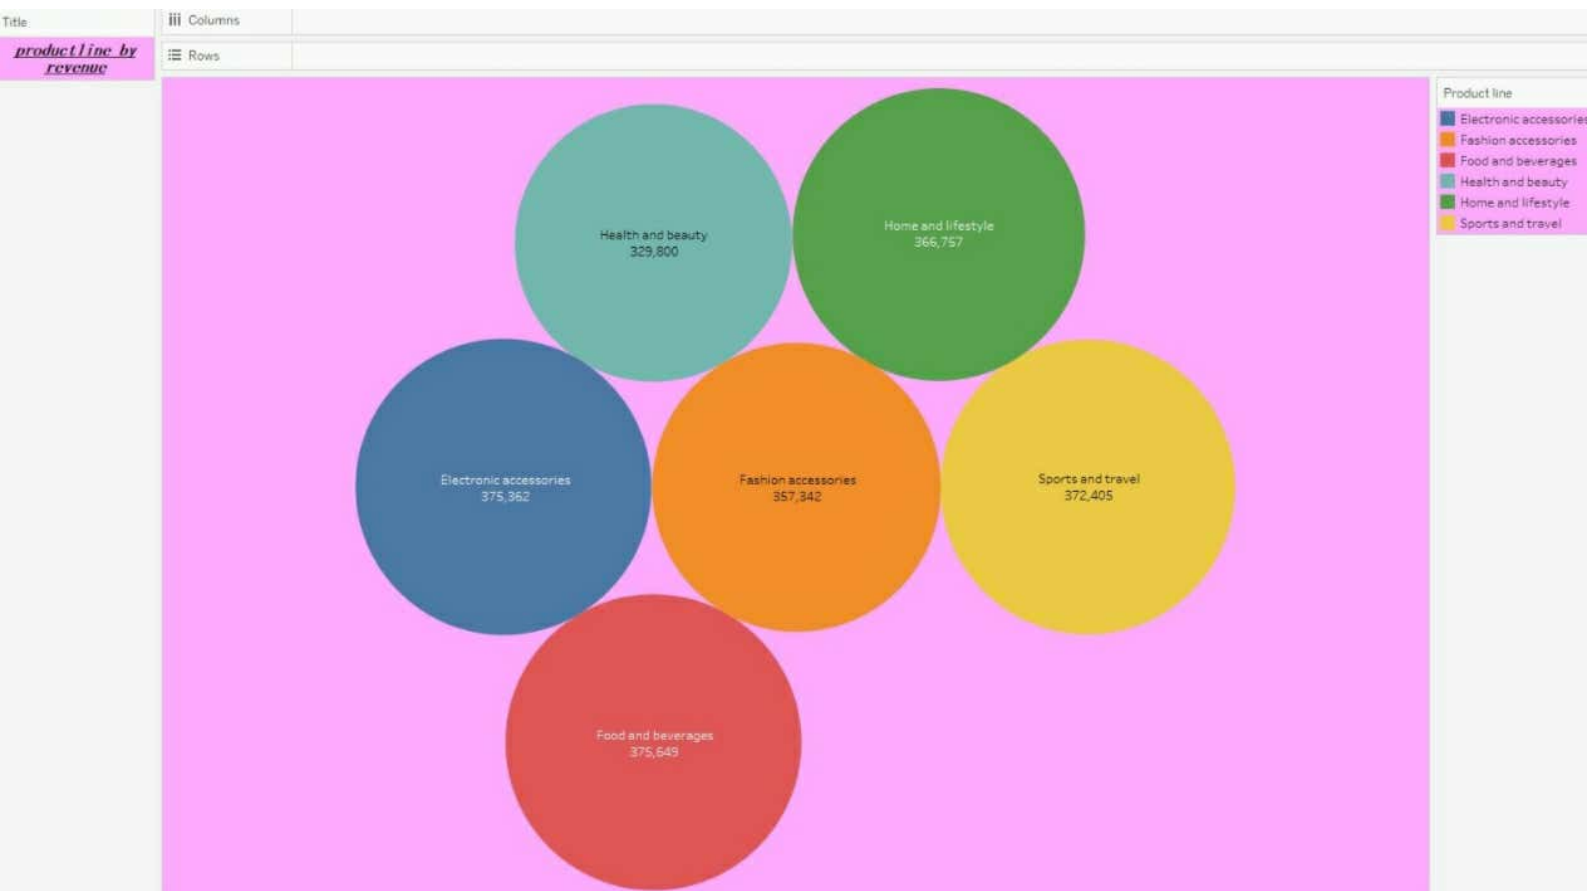 Title
productline by
revenue
Columns
Rows
Health and beauty
329,800
Home and lifestyle
366,757
Electronic accessories
375,362
Fashion accessories
357,342
Sports and travel
372,405
Food and beverages
375,649
Product line
Electronic accessories
Fashion accessories
Food and beverages
Health and beauty
Home and lifestyle
Sports and travel